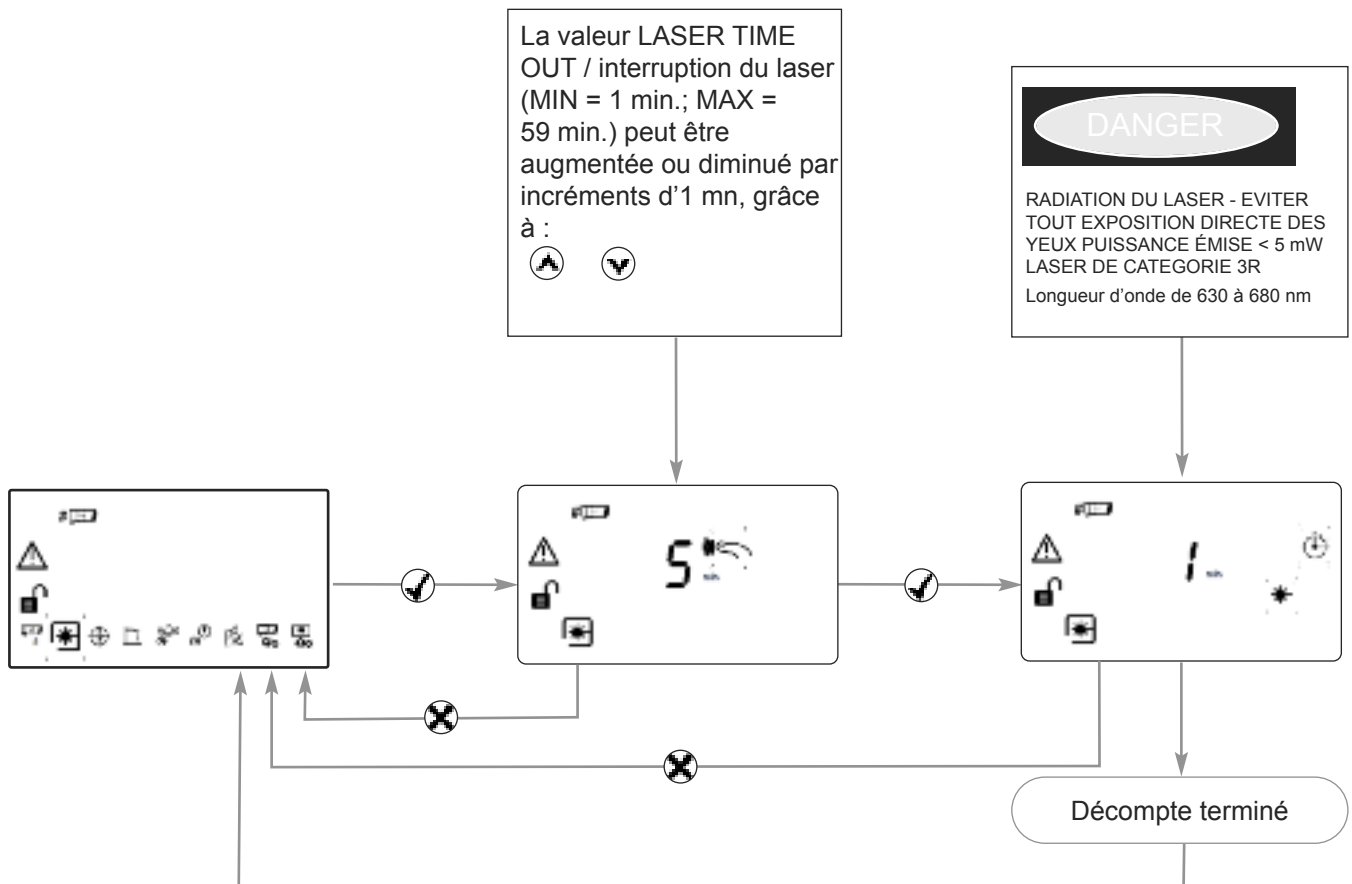 La valeur LASER TIME
OUT / interruption du laser
(MIN = 1 min.; MAX =
59 min.) peut être
augmentée ou diminué par
incréments d'1 mn, grâce
à :
DANGER
RADIATION DU LASER - EVITER
TOUT EXPOSITION DIRECTE DES
YEUX PUISSANCE ÉMISE < 5 mW
LASER DE CATEGORIE 3R
Longueur d'onde de 630 à 680 nm
5
1
Décompte terminé